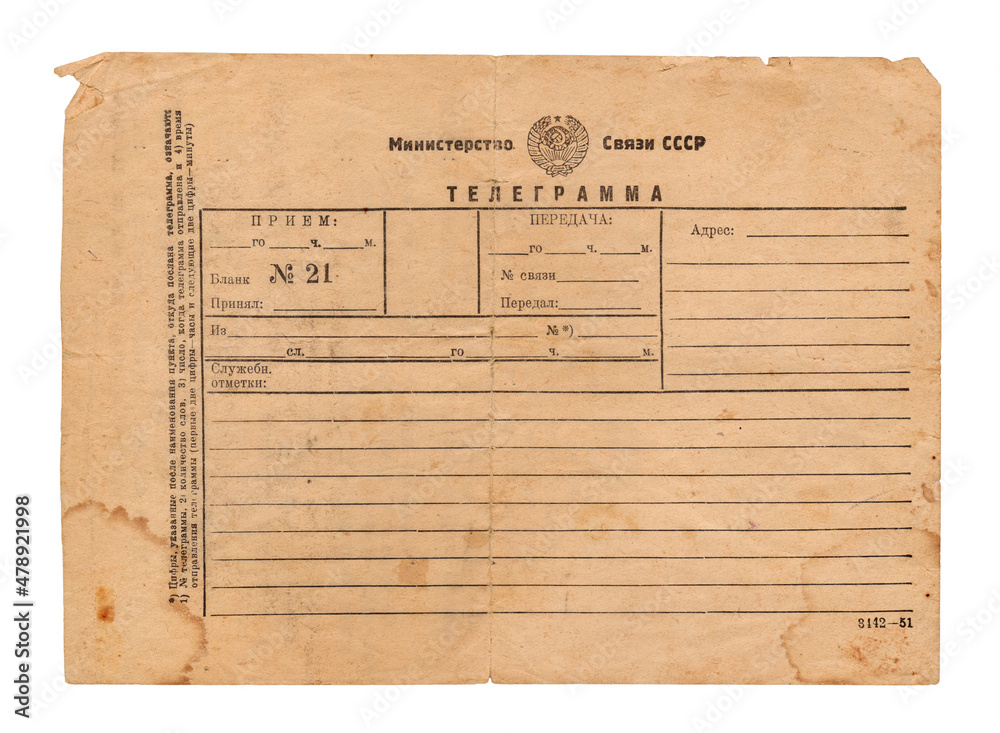 Министерство Связи СССР
ТЕЛЕГРАММА
ПРИЕМ:
го ч. м.
Бланк № 21
Принял:
ПЕРЕДАЧА:
го ч. м.
№ связи
Передал:
Адрес:
Из № *)
сл. го ч. м.
Служебн.
отметки:
*) Цифры, указанные после наименования пункта, откуда послана телеграмма, означают:
1) № телеграммы, 2) количество слов, 3) число, когда телеграмма отправлена и 4) время
отправления телеграммы (первые две цифры—часы и следующие две цифры—минуты)
3142—51
Adobe Stock | #478921998